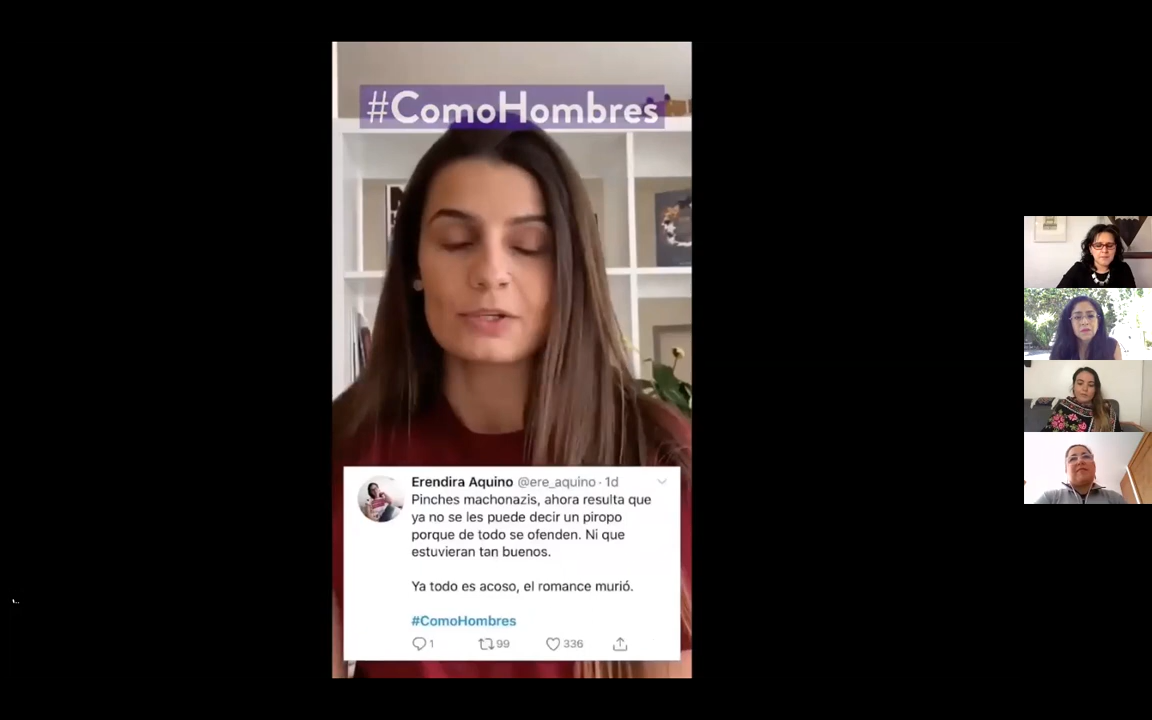 #ComoHombres
Erendira Aquino @ere_aquino · 1d
Pinches machonazis, ahora resulta que
ya no se les puede decir un piropo
porque de todo se ofenden. Ni que
estuvieran tan buenos.
Ya todo es acoso, el romance murió.
#ComoHombres
1 99 336